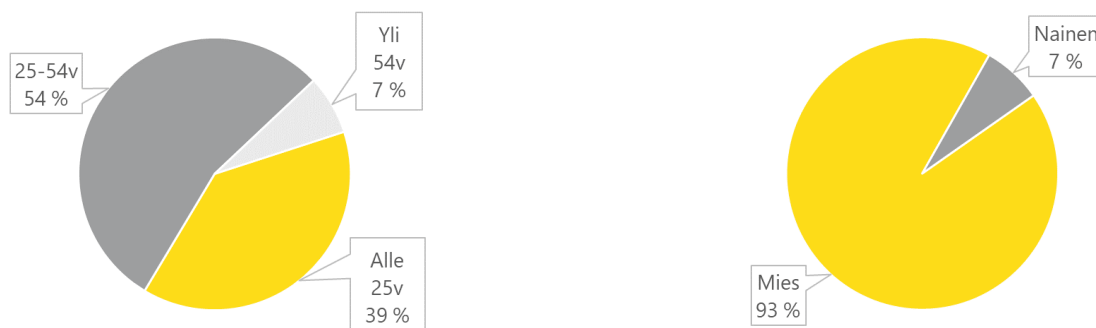 25-54v
54 %
Yli
54v
7 %
Alle
25v
39 %
Nainen
7 %
Mies
93 %